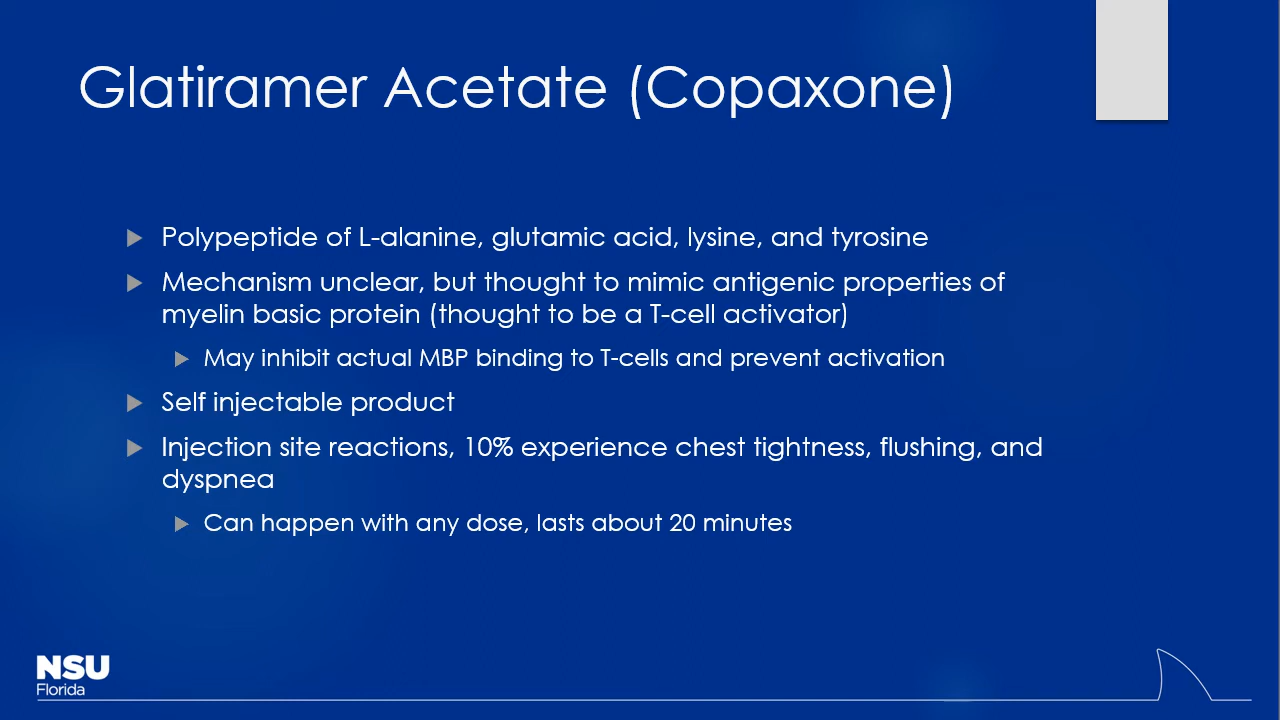 Glatiramer Acetate (Copaxone)
Polypeptide of L-alanine, glutamic acid, lysine, and tyrosine
Mechanism unclear, but thought to mimic antigenic properties of
myelin basic protein (thought to be a T-cell activator)
May inhibit actual MBP binding to T-cells and prevent activation
Self injectable product
Injection site reactions, 10% experience chest tightness, flushing, and
dyspnea
Can happen with any dose, lasts about 20 minutes
NSU
Florida